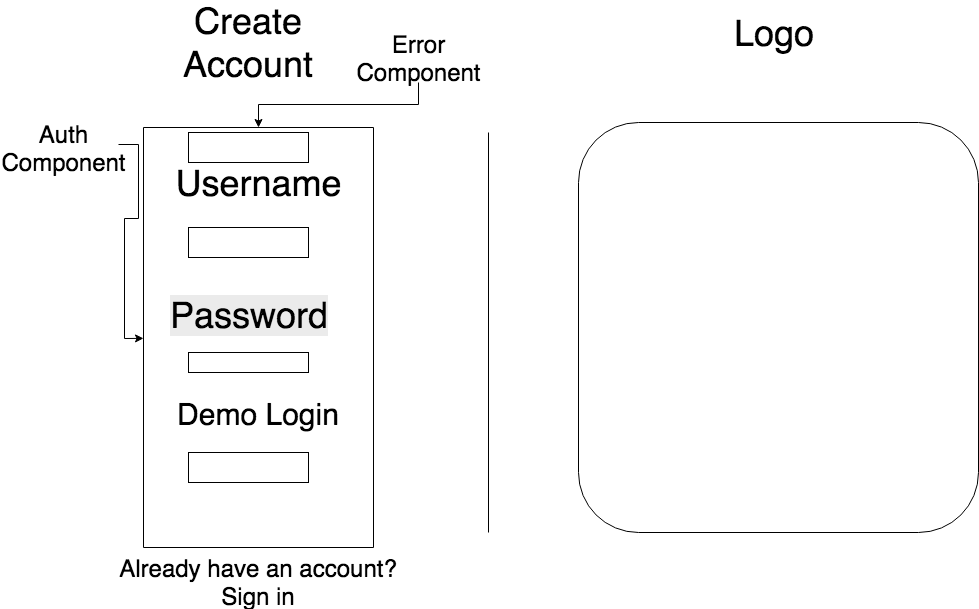 Create
Account
Error
Component
Logo
Auth
Component
Username
Password
Demo Login
Already have an account?
Sign in